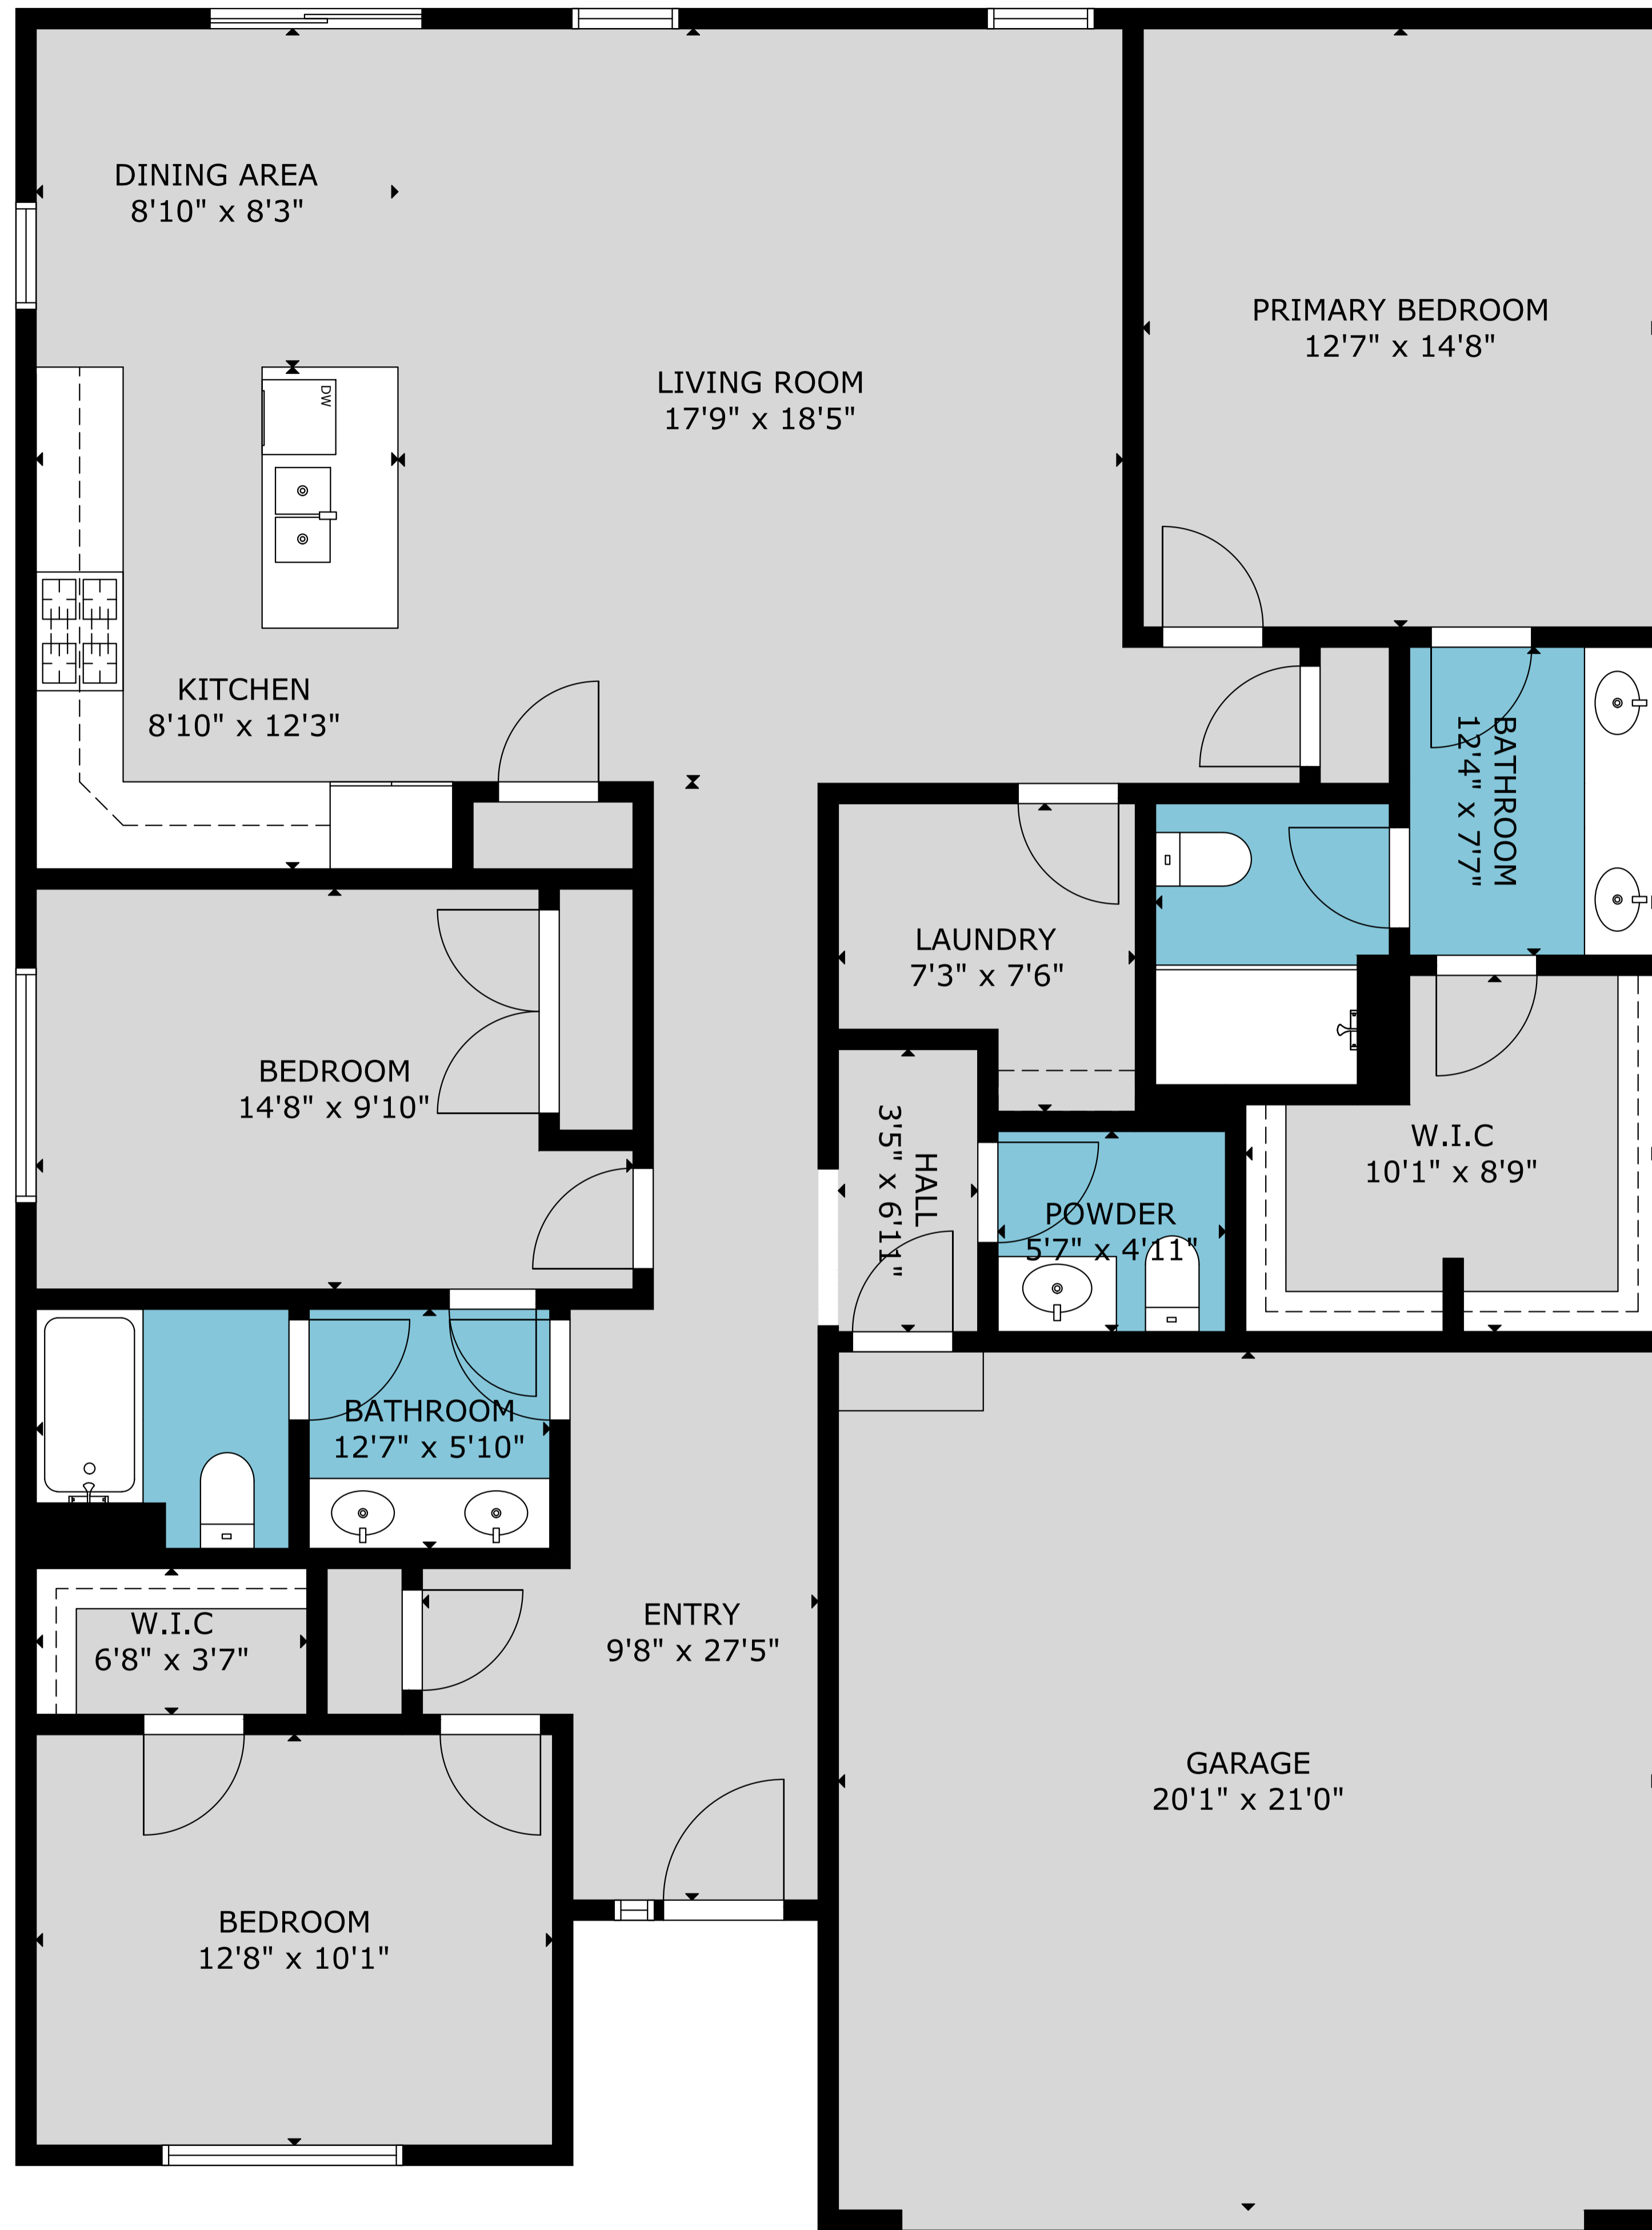 DINING AREA
8'10" x 8'3"
PRIMARY BEDROOM
12'7" x 14'8"
LIVING ROOM
17'9" x 18'5"
DW
KITCHEN
8'10" x 12'3"
BATHROOM
12'4" x 7'7"
LAUNDRY
7'3" x 7'6"
BEDROOM
14'8" x 9'10"
HALL
3'5" x 6'11"
W.I.C
10'1" x 8'9"
POWDER
5'7" x 4'11"
BATHROOM
12'7" x 5'10"
W.I.C
6'8" x 3'7"
ENTRY
9'8" x 27'5"
GARAGE
20'1" x 21'0"
BEDROOM
12'8" x 10'1"